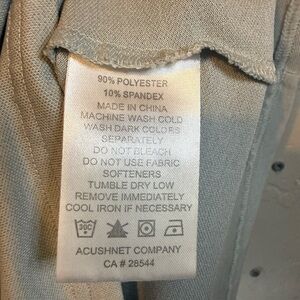 90% POLYESTER
10% SPANDEX
MADE IN CHINA
MACHINE WASH COLD
WASH DARK COLORS
SEPARATELY
DO NOT BLEACH
DO NOT USE FABRIC
SOFTENERS
TUMBLE DRY LOW
REMOVE IMMEDIATELY
COOL IRON IF NECESSARY
30C
ACUSHNET COMPANY
CA # 28544